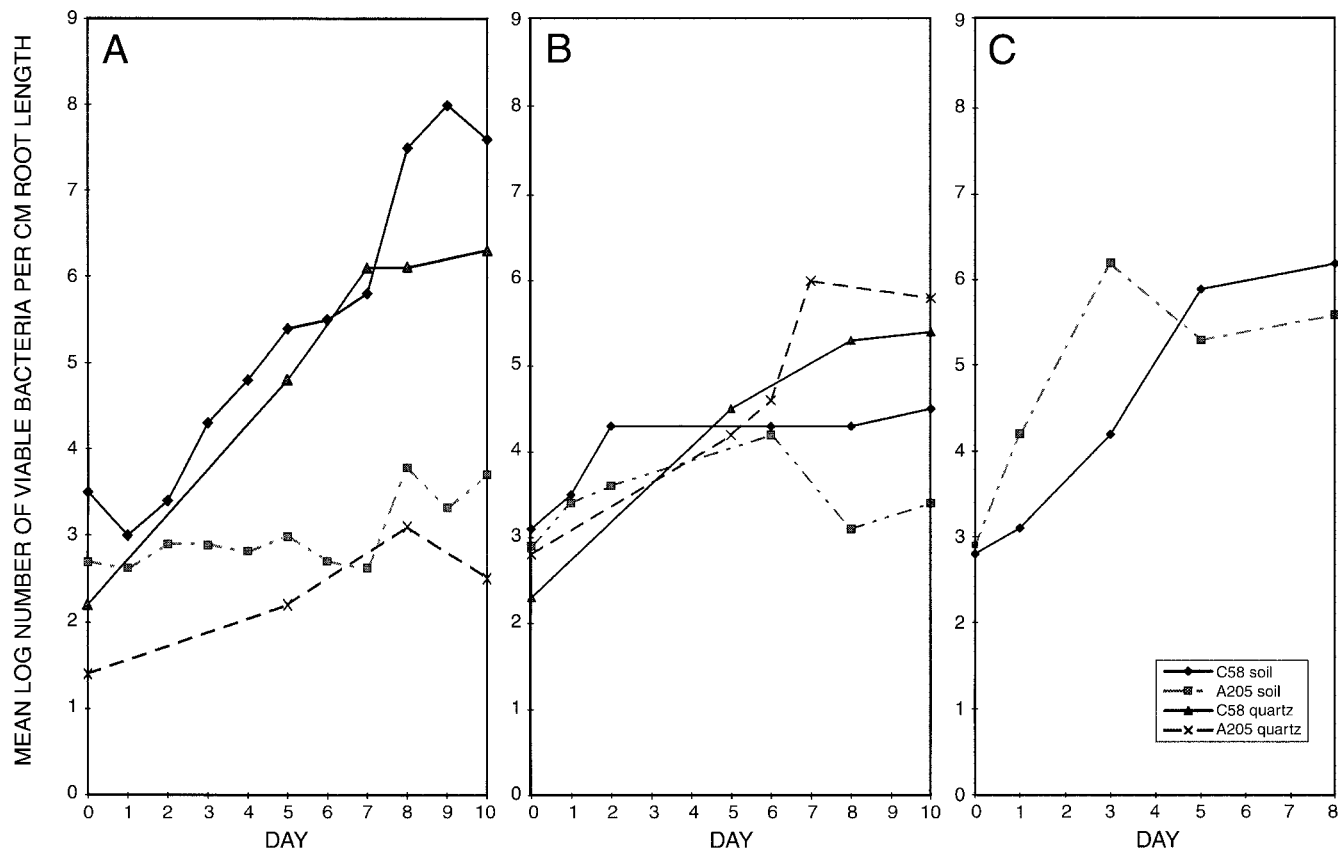 MEAN LOG NUMBER OF VIABLE BACTERIA PER CM ROOT LENGTH
A
9
8
7
6
5
4
3
2
1
0
0 1 2 3 4 5 6 7 8 9 10
DAY
B
9
8
7
6
5
4
3
2
1
0
0 1 2 3 4 5 6 7 8 9 10
DAY
C
9
8
7
6
5
4
3
2
1
0
0 1 2 3 4 5 6 7 8
DAY
C58 soil
A205 soil
C58 quartz
A205 quartz